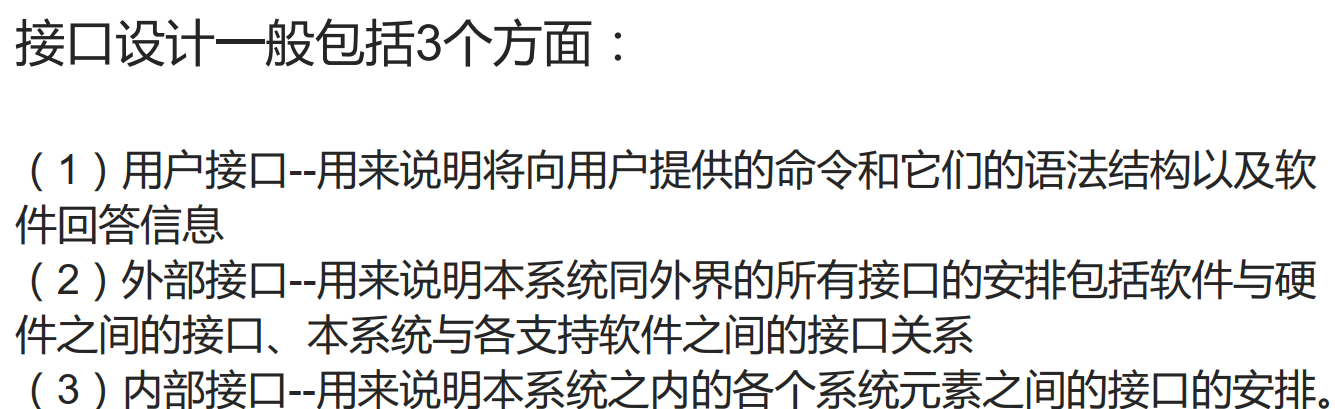 接口设计一般包括3个方面：
（1）用户接口--用来说明将向用户提供的命令和它们的语法结构以及软
件回答信息
（2）外部接口--用来说明本系统同外界的所有接口的安排包括软件与硬
件之间的接口、本系统与各支持软件之间的接口关系
（3）内部接口--用来说明本系统之内的各个系统元素之间的接口的安排。